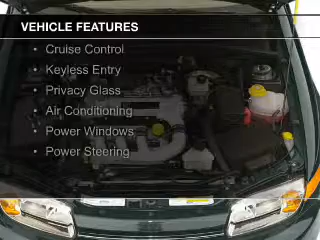 VEHICLE FEATURES
• Cruise Control
• Keyless Entry
• Privacy Glass
• Air Conditioning
• Power Windows
• Power Steering